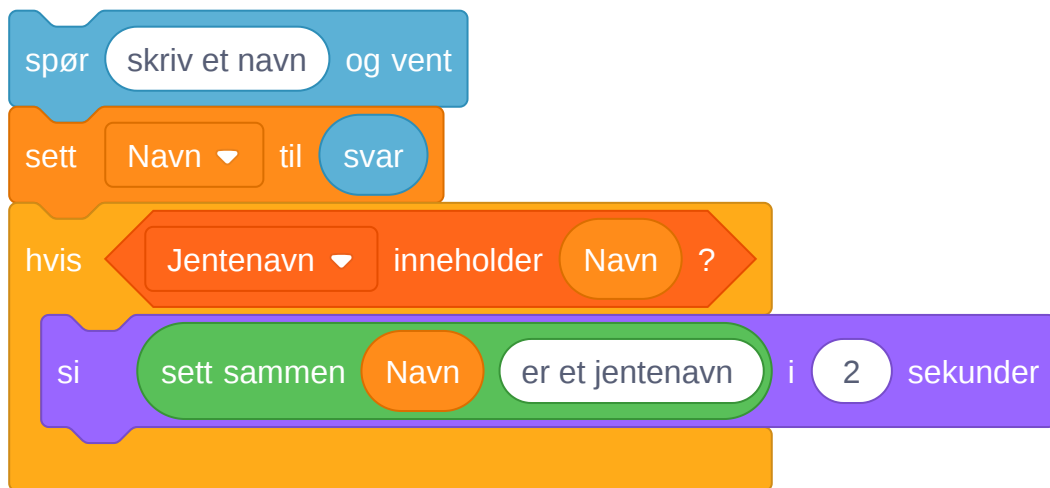 spør skriv et navn og vent
sett Navn til svar
hvis Jentenavn inneholder Navn ?
si sett sammen Navn er et jentenavn i 2 sekunder